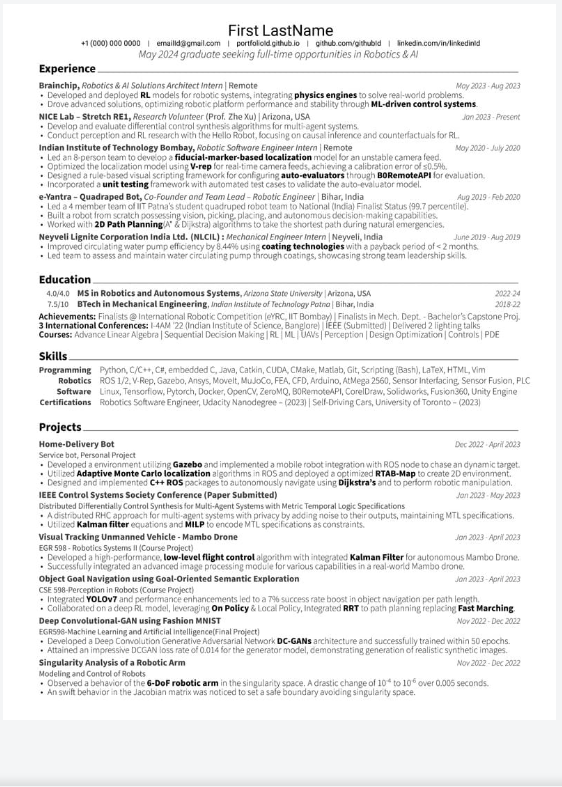 First LastName
+1 (000) 000 0000 | emailId@gmail.com | portfolioId.github.io | github.com/githubId | linkedin.com/in/linkedinId
May 2024 graduate seeking full-time opportunities in Robotics & AI
Experience
Brainchip, Robotics & AI Solutions Architect Intern | Remote May 2023 - Aug 2023
• Developed and deployed RL models for robotic systems, integrating physics engines to solve real-world problems.
• Drove advanced solutions, optimizing robotic platform performance and stability through ML-driven control systems.
NICE Lab – Stretch RE1, Research Volunteer (Prof. Zhe Xu) | Arizona, USA Jan 2023 - Present
• Develop and evaluate differential control synthesis algorithms for multi-agent systems.
• Conduct perception and RL research with the Hello Robot, focusing on causal inference and counterfactuals for RL.
Indian Institute of Technology Bombay, Robotic Software Engineer Intern | Remote May 2020 - July 2020
• Led an 8-person team to develop a fiducial-marker-based localization model for an unstable camera feed.
• Optimized the localization model using V-rep for real-time camera feeds, achieving a calibration error of ≤0.5%.
• Designed a rule-based visual scripting framework for configuring auto-evaluators through B0RemoteAPI for evaluation.
• Incorporated a unit testing framework with automated test cases to validate the auto-evaluator model.
e-Yantra – Quadraped Bot, Co-Founder and Team Lead – Robotic Engineer | Bihar, India Aug 2019 - Feb 2020
• Led a 4 member team of IIT Patna's student quadruped robot team to National (India) Finalist Status (99.7 percentile).
• Built a robot from scratch possessing vision, picking, placing, and autonomous decision-making capabilities.
• Worked with 2D Path Planning(A* & Dijkstra) algorithms to take the shortest path during natural emergencies.
Neyveli Lignite Corporation India Ltd. (NLCIL) : Mechanical Engineer Intern | Neyveli, India June 2019 - Aug 2019
• Improved circulating water pump efficiency by 8.44% using coating technologies with a payback period of < 2 months.
• Led team to assess and maintain water circulating pump through coatings, showcasing strong team leadership skills.
Education
4.0/4.0 MS in Robotics and Autonomous Systems, Arizona State University | Arizona, USA 2022-24
7.5/10 BTech in Mechanical Engineering, Indian Institute of Technology Patna | Bihar, India 2018-22
Achievements: Finalists @ International Robotic Competition (eYRC, IIT Bombay) | Finalists in Mech. Dept. - Bachelor's Capstone Proj.
3 International Conferences: I-4AM '22 (Indian Institute of Science, Banglore) | IEEE (Submitted) | Delivered 2 lighting talks
Courses: Advance Linear Algebra | Sequential Decision Making | RL | ML | UAVs | Perception | Design Optimization | Controls | PDE
Skills
Programming Python, C/C++, C#, embedded C, Java, Catkin, CUDA, CMake, Matlab, Git, Scripting (Bash), LaTeX, HTML, Vim
Robotics ROS 1/2, V-Rep, Gazebo, Ansys, MoveIt, MuJoCo, FEA, CFD, Arduino, AtMega 2560, Sensor Interfacing, Sensor Fusion, PLC
Software Linux, Tensorflow, Pytorch, Docker, OpenCV, ZeroMQ, B0RemoteAPI, CorelDraw, Solidworks, Fusion360, Unity Engine
Certifications Robotics Software Engineer, Udacity Nanodegree – (2023) | Self-Driving Cars, University of Toronto – (2023)
Projects
Home-Delivery Bot Dec 2022 - April 2023
Service bot, Personal Project
• Developed a environment utilizing Gazebo and implemented a mobile robot integration with ROS node to chase an dynamic target.
• Utilized Adaptive Monte Carlo localization algorithms in ROS and deployed a optimized RTAB-Map to create 2D environment.
• Designed and implemented C++ ROS packages to autonomously navigate using Dijkstra's and to perform robotic manipulation.
IEEE Control Systems Society Conference (Paper Submitted) Jan 2023 - May 2023
Distributed Differentially Control Synthesis for Multi-Agent Systems with Metric Temporal Logic Specifications
• A distributed RHC approach for multi-agent systems with privacy by adding noise to their outputs, maintaining MTL specifications.
• Utilized Kalman filter equations and MILP to encode MTL specifications as constraints.
Visual Tracking Unmanned Vehicle - Mambo Drone Jan 2023 - April 2023
EGR 598 - Robotics Systems II (Course Project)
• Developed a high-performance, low-level flight control algorithm with integrated Kalman Filter for autonomous Mambo Drone.
• Successfully integrated an advanced image processing module for various capabilities in a real-world Mambo drone.
Object Goal Navigation using Goal-Oriented Semantic Exploration Jan 2023 - April 2023
CSE 598-Perception in Robots (Course Project)
• Integrated YOLOv7 and performance enhancements led to a 7% success rate boost in object navigation per path length.
• Collaborated on a deep RL model, leveraging On Policy & Local Policy, Integrated RRT to path planning replacing Fast Marching.
Deep Convolutional-GAN using Fashion MNIST Nov 2022 - Dec 2022
EGR598-Machine Learning and Artificial Intelligence(Final Project)
• Developed a Deep Convolution Generative Adversarial Network DC-GANs architecture and successfully trained within 50 epochs.
• Attained an impressive DCGAN loss rate of 0.014 for the generator model, demonstrating generation of realistic synthetic images.
Singularity Analysis of a Robotic Arm Nov 2022 - Dec 2022
Modeling and Control of Robots
• Observed a behavior of the 6-DoF robotic arm in the singularity space. A drastic change of 10⁻⁴ to 10⁻⁶ over 0.005 seconds.
• An swift behavior in the Jacobian matrix was noticed to set a safe boundary avoiding singularity space.